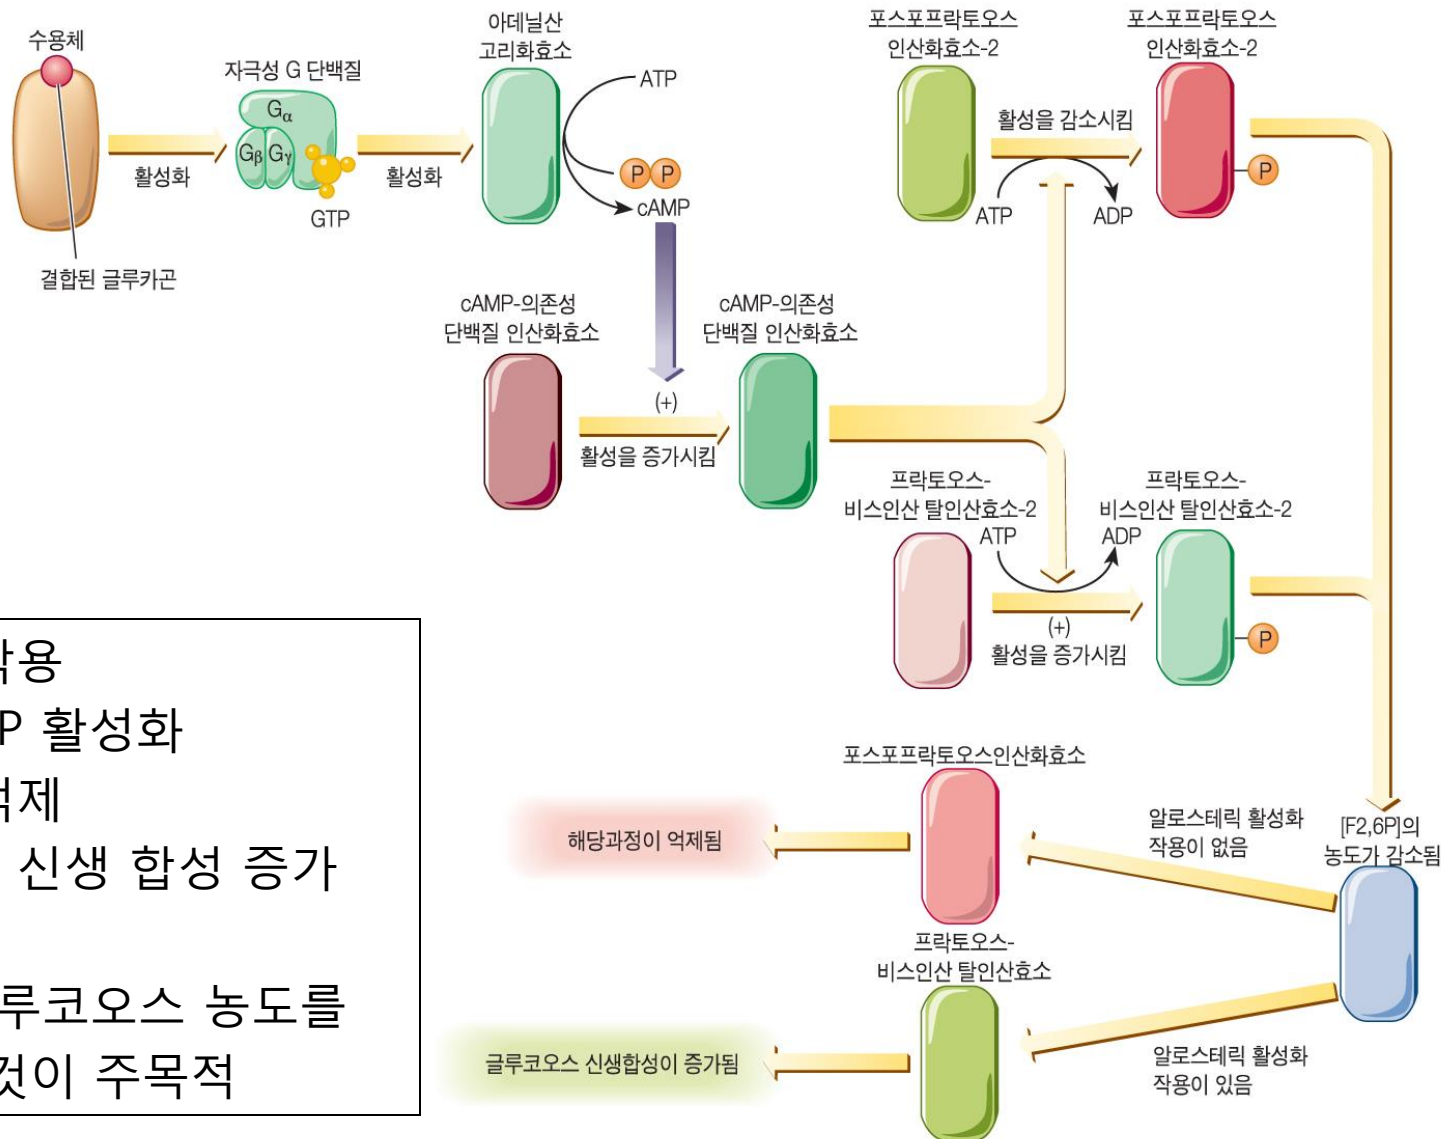 수용체
결합된 글루카곤
활성화
자극성 G 단백질
Gα
Gβ Gγ
GTP
활성화
아데닐산
고리화효소
ATP
P P
cAMP
cAMP-의존성
단백질 인산화효소
(+)
활성을 증가시킴
cAMP-의존성
단백질 인산화효소
포스포프락토오스
인산화효소-2
활성을 감소시킴
ATP
ADP
포스포프락토오스
인산화효소-2
P
프락토오스-
비스인산 탈인산효소-2
ATP
ADP
(+)
활성을 증가시킴
프락토오스-
비스인산 탈인산효소-2
P
[F2,6P]의
농도가 감소됨
알로스테릭 활성화
작용이 없음
포스포프락토오스인산화효소
해당과정이 억제됨
알로스테릭 활성화
작용이 있음
프락토오스-
비스인산 탈인산효소
글루코오스 신생합성이 증가됨
작용
P 활성화
억제
신생 합성 증가
루코오스 농도를
것이 주목적